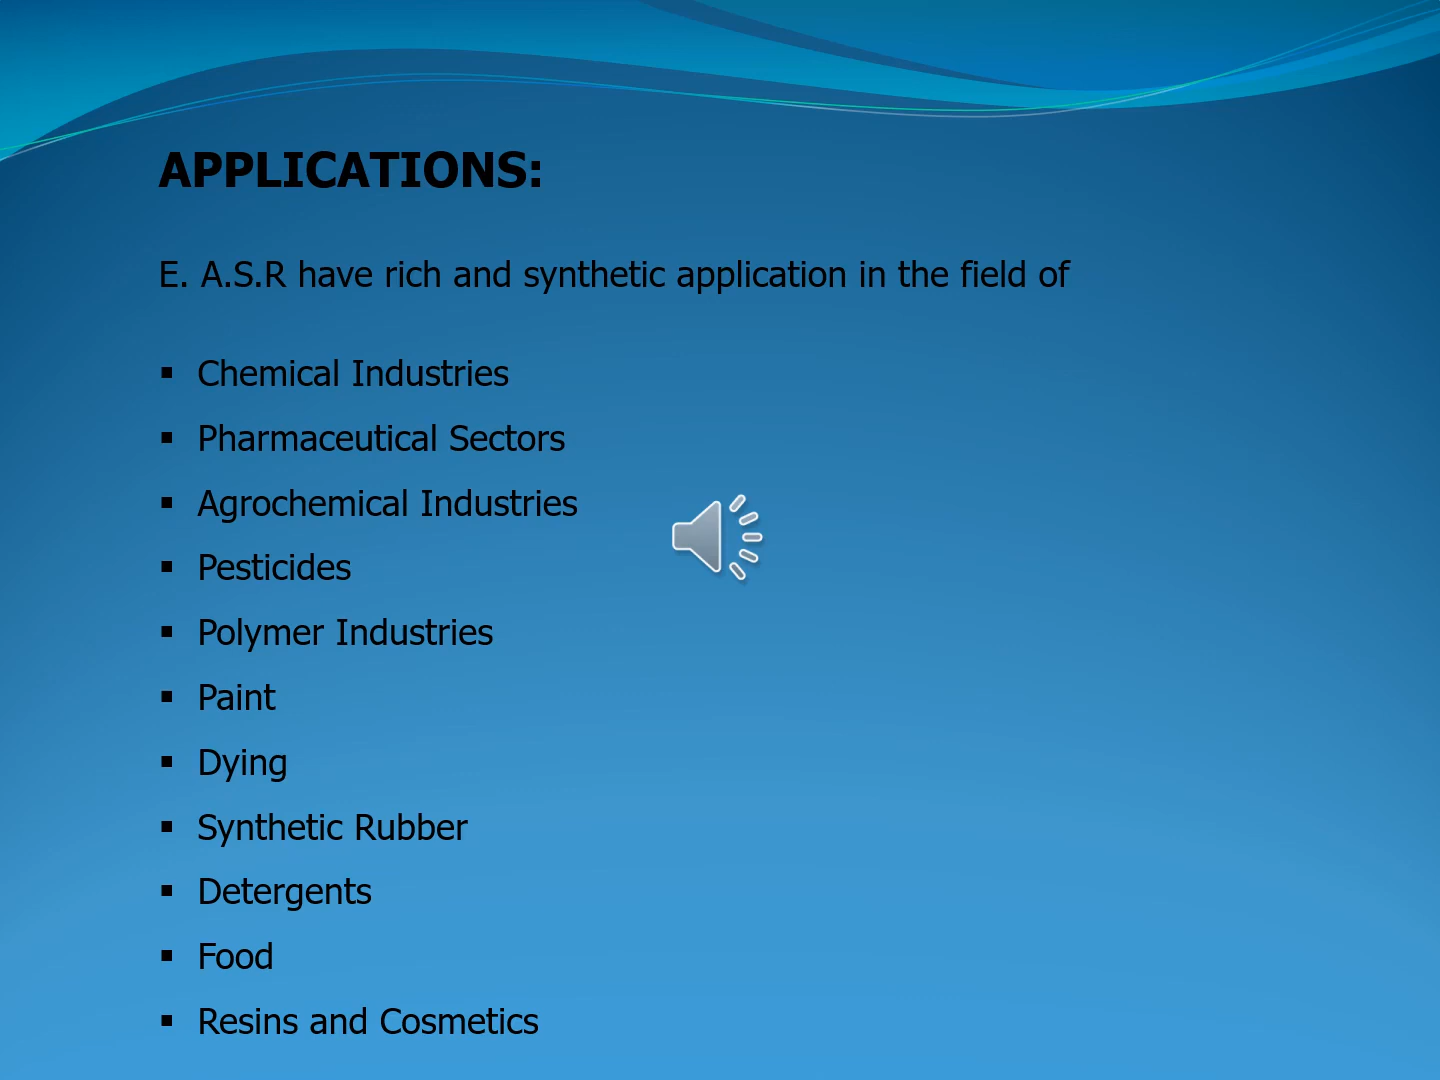 APPLICATIONS:
E. A.S.R have rich and synthetic application in the field of
▪ Chemical Industries
▪ Pharmaceutical Sectors
▪ Agrochemical Industries
▪ Pesticides
▪ Polymer Industries
▪ Paint
▪ Dying
▪ Synthetic Rubber
▪ Detergents
▪ Food
▪ Resins and Cosmetics